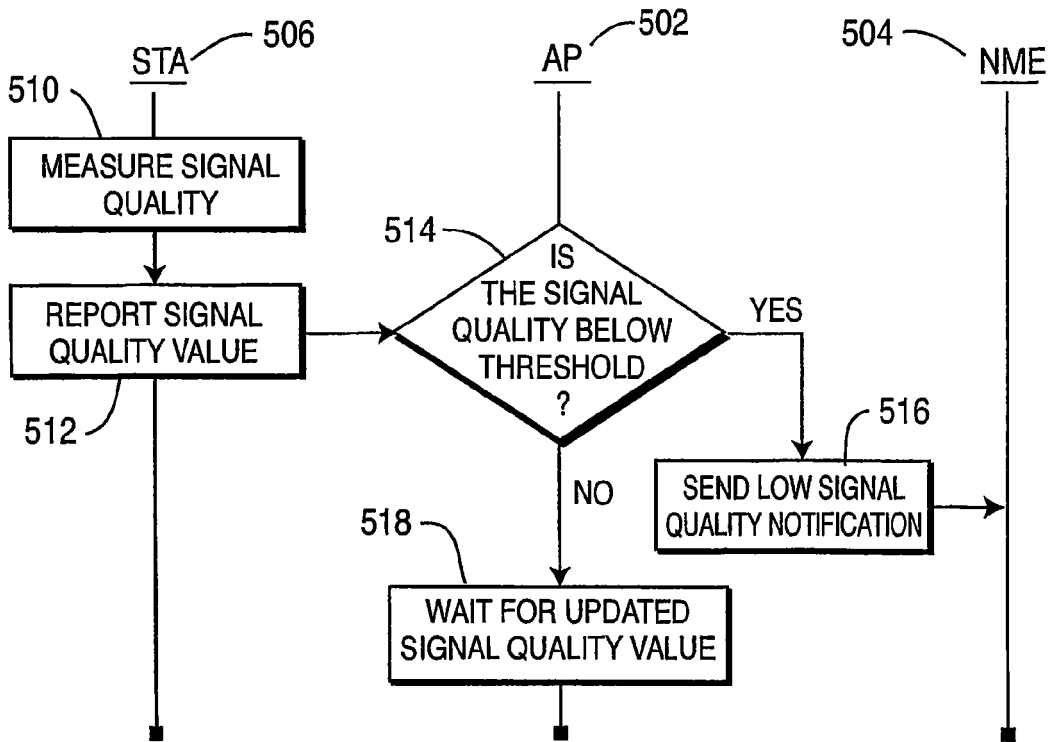 506
502
504
STA
AP
NME
510
MEASURE SIGNAL
QUALITY
514
IS
THE SIGNAL
QUALITY BELOW
THRESHOLD
?
YES
REPORT SIGNAL
QUALITY VALUE
512
516
SEND LOW SIGNAL
QUALITY NOTIFICATION
NO
518
WAIT FOR UPDATED
SIGNAL QUALITY VALUE